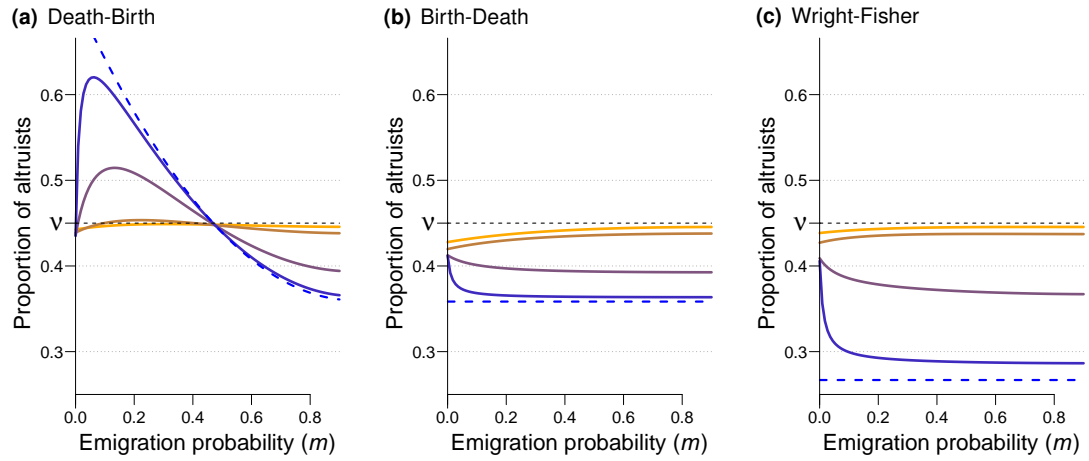 (a) Death-Birth
Proportion of altruists
0.6
0.5
ν
0.4
0.3
0.0 0.2 0.4 0.6 0.8
Emigration probability (m)
(b) Birth-Death
Proportion of altruists
0.6
0.5
ν
0.4
0.3
0.0 0.2 0.4 0.6 0.8
Emigration probability (m)
(c) Wright-Fisher
Proportion of altruists
0.6
0.5
ν
0.4
0.3
0.0 0.2 0.4 0.6 0.8
Emigration probability (m)